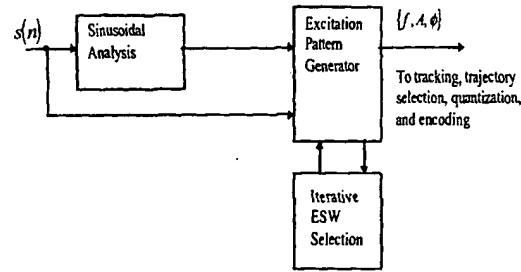 s(n)
Sinusoidal
Analysis
Excitation
Pattern
Generator
{f, A, ϕ}
To tracking, trajectory
selection, quantization,
and encoding
Iterative
ESW
Selection